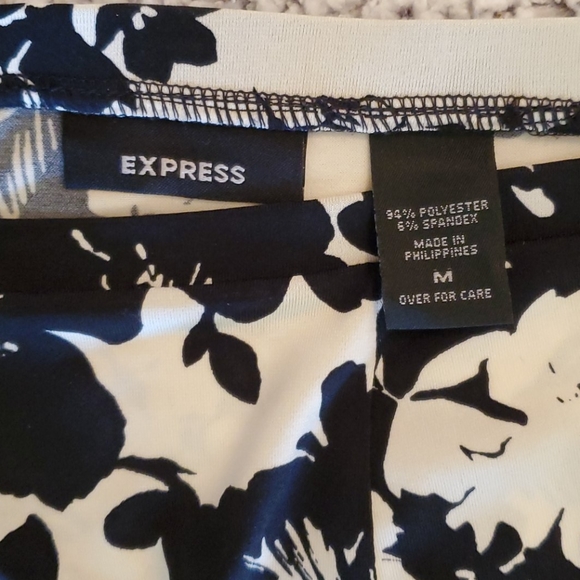 EXPRESS
94% POLYESTER
6% SPANDEX
MADE IN
PHILIPPINES
M
OVER FOR CARE